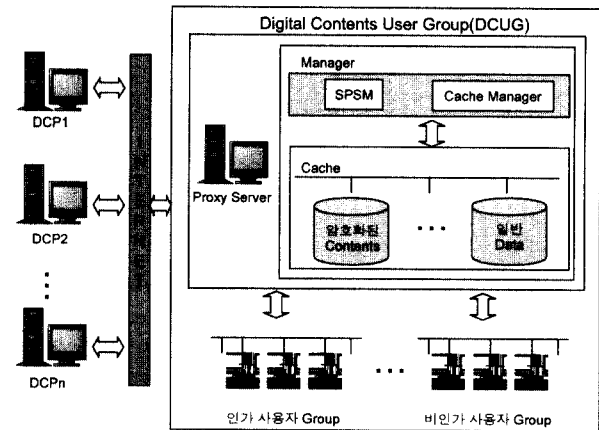 Digital Contents User Group(DCUG)
Manager
SPSM
Cache Manager
DCP1
Proxy Server
Cache
암호화된
Contents
일반
Data
DCP2
DCPn
인가 사용자 Group
비인가 사용자 Group